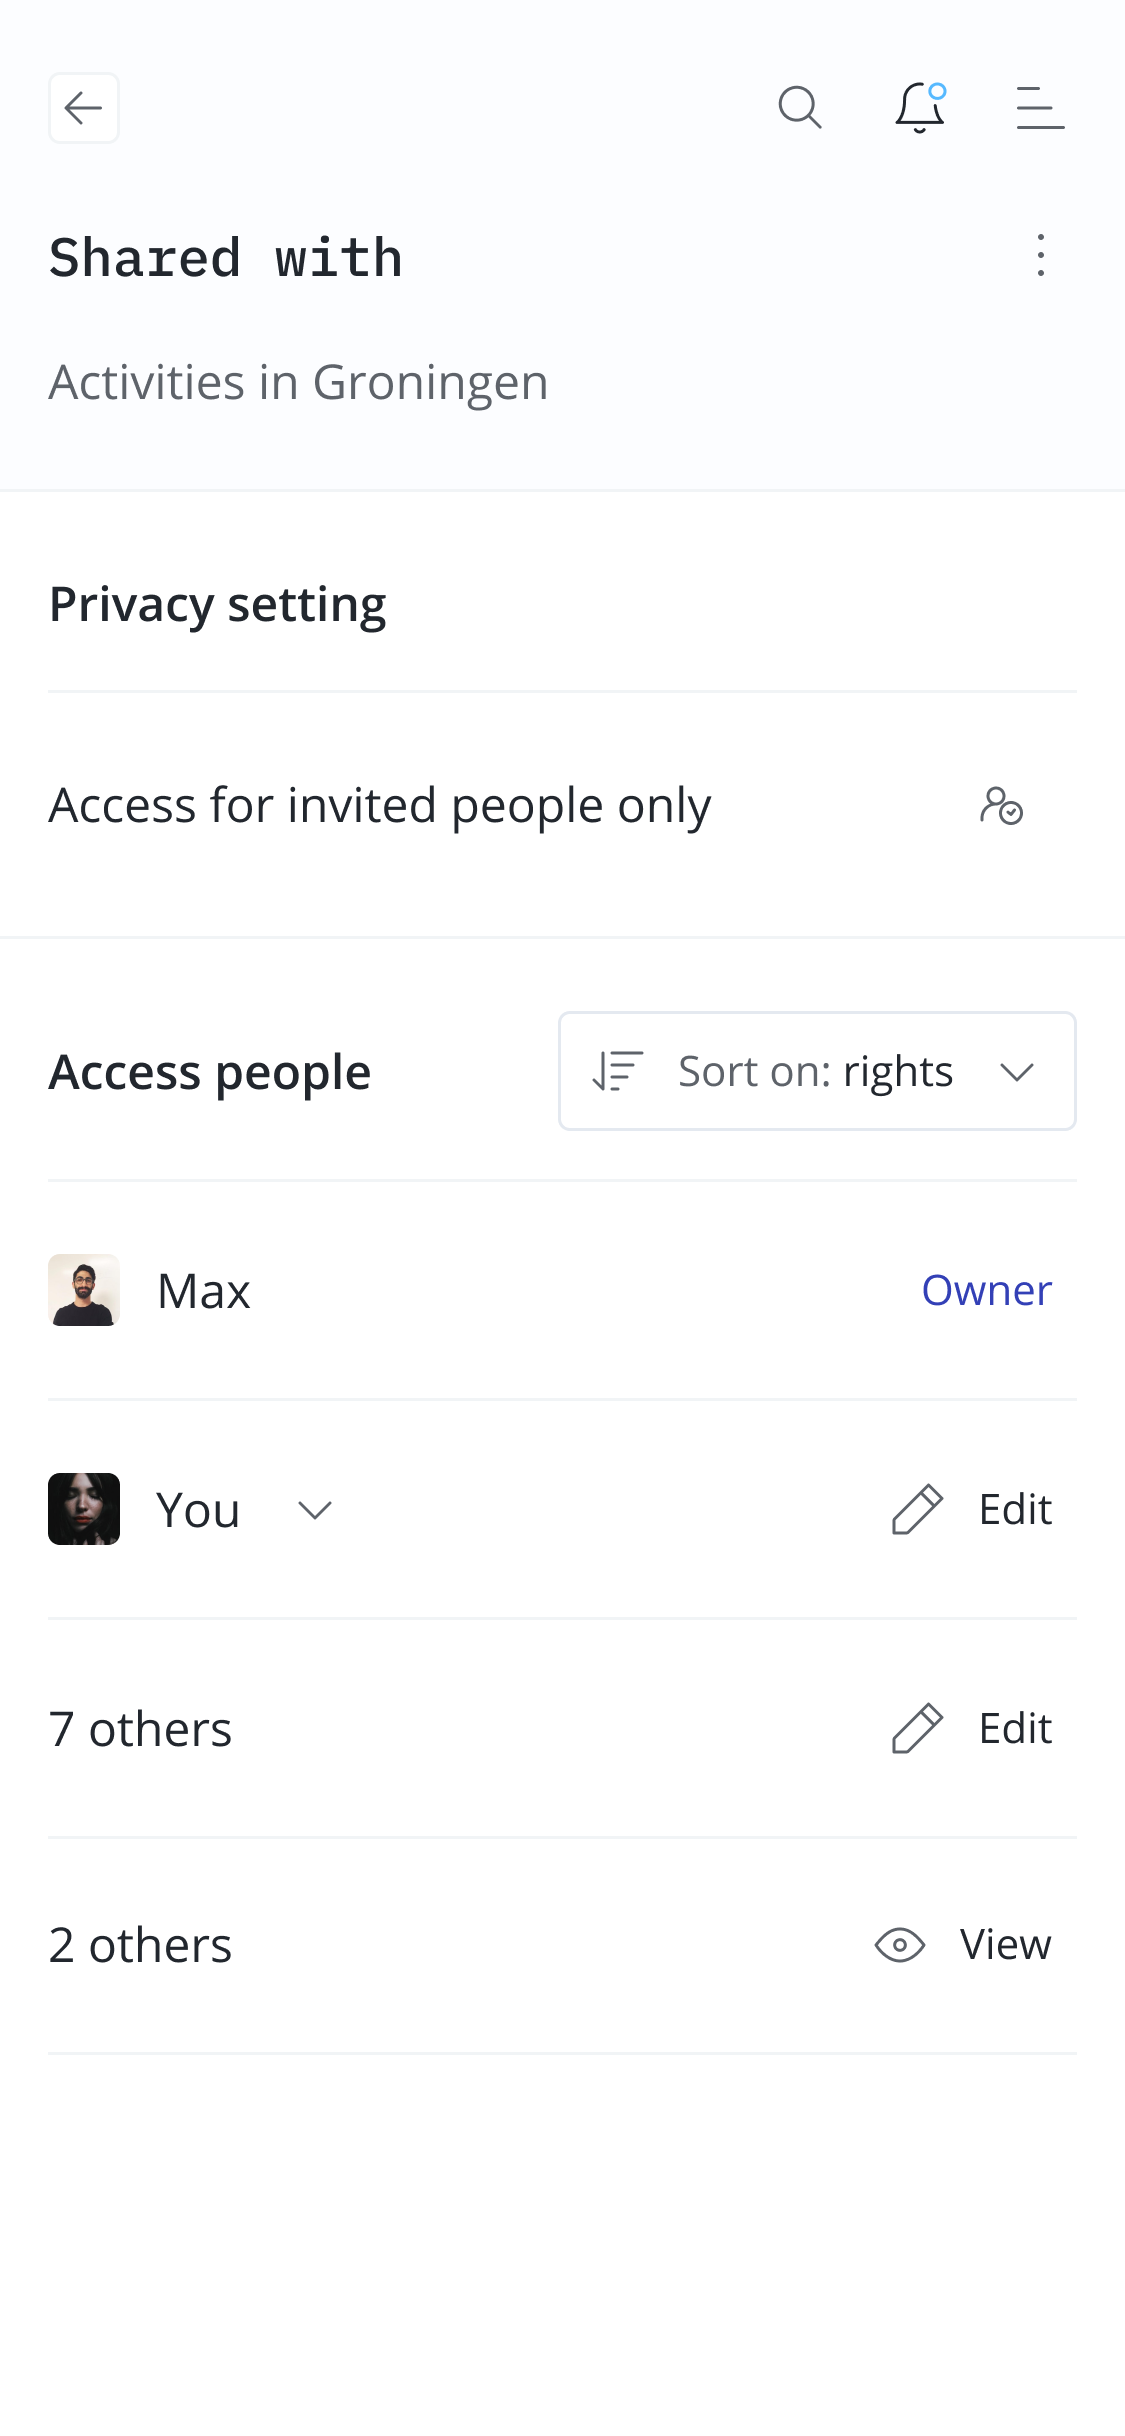 Shared with
Activities in Groningen
Privacy setting
Access for invited people only
Access people
Sort on: rights
Max
Owner
You
Edit
7 others
Edit
2 others
View